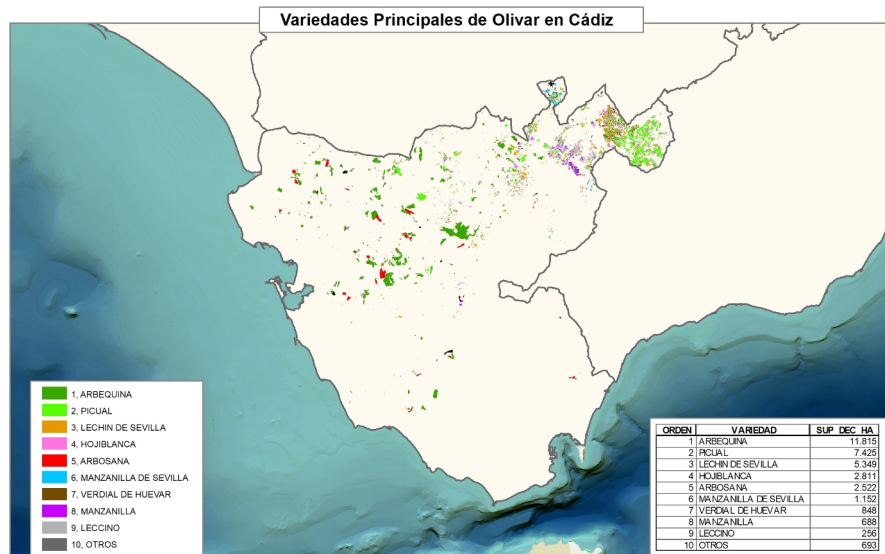 Variedades Principales de Olivar en Cádiz
1, ARBEQUINA
2, PICUAL
3, LECHIN DE SEVILLA
4, HOJIBLANCA
5, ARBOSANA
6, MANZANILLA DE SEVILLA
7, VERDIAL DE HUEVAR
8, MANZANILLA
9, LECCINO
10, OTROS
ORDEN VARIEDAD SUP DEC HA
1 ARBEQUINA 11.815
2 PICUAL 7.425
3 LECHIN DE SEVILLA 5.349
4 HOJIBLANCA 2.811
5 ARBOSANA 2.522
6 MANZANILLA DE SEVILLA 1.152
7 VERDIAL DE HUEVAR 848
8 MANZANILLA 688
9 LECCINO 256
10 OTROS 693